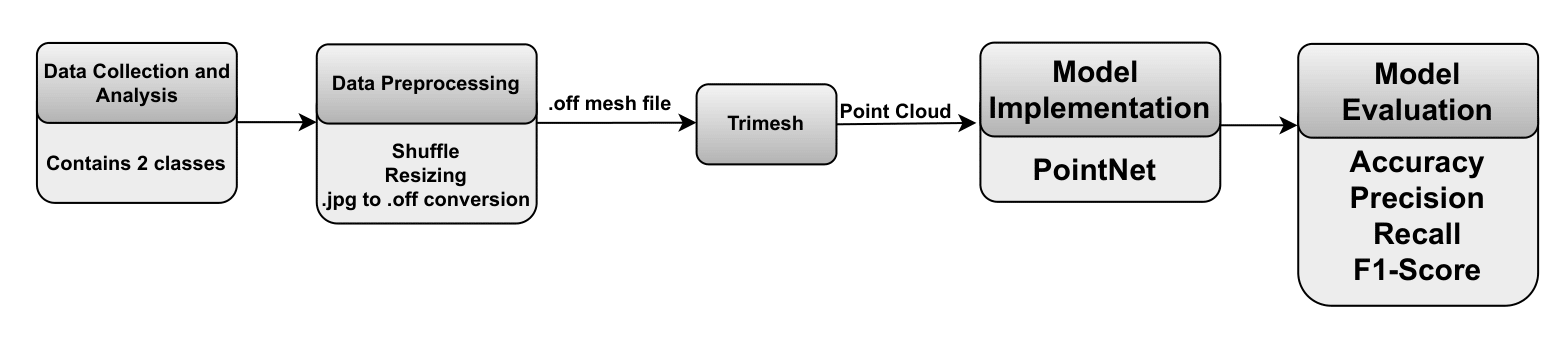 Data Collection and
Analysis
Contains 2 classes
Data Preprocessing
Shuffle
Resizing
.jpg to .off conversion
.off mesh file
Trimesh
Point Cloud
Model
Implementation
PointNet
Model
Evaluation
Accuracy
Precision
Recall
F1-Score